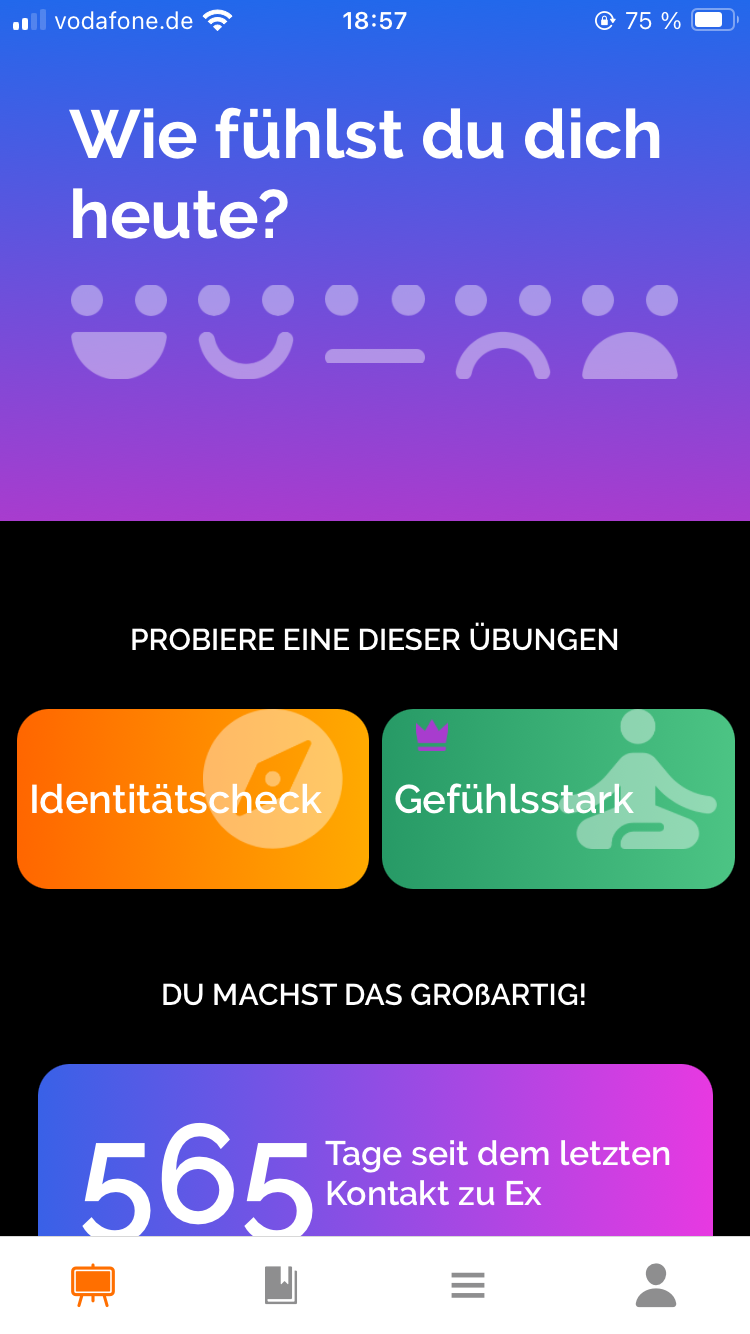 vodafone.de 18:57 75 %
Wie fühlst du dich
heute?
PROBIERE EINE DIESER ÜBUNGEN
Identitätscheck
Gefühlsstark
DU MACHST DAS GROßARTIG!
565
Tage seit dem letzten
Kontakt zu Ex